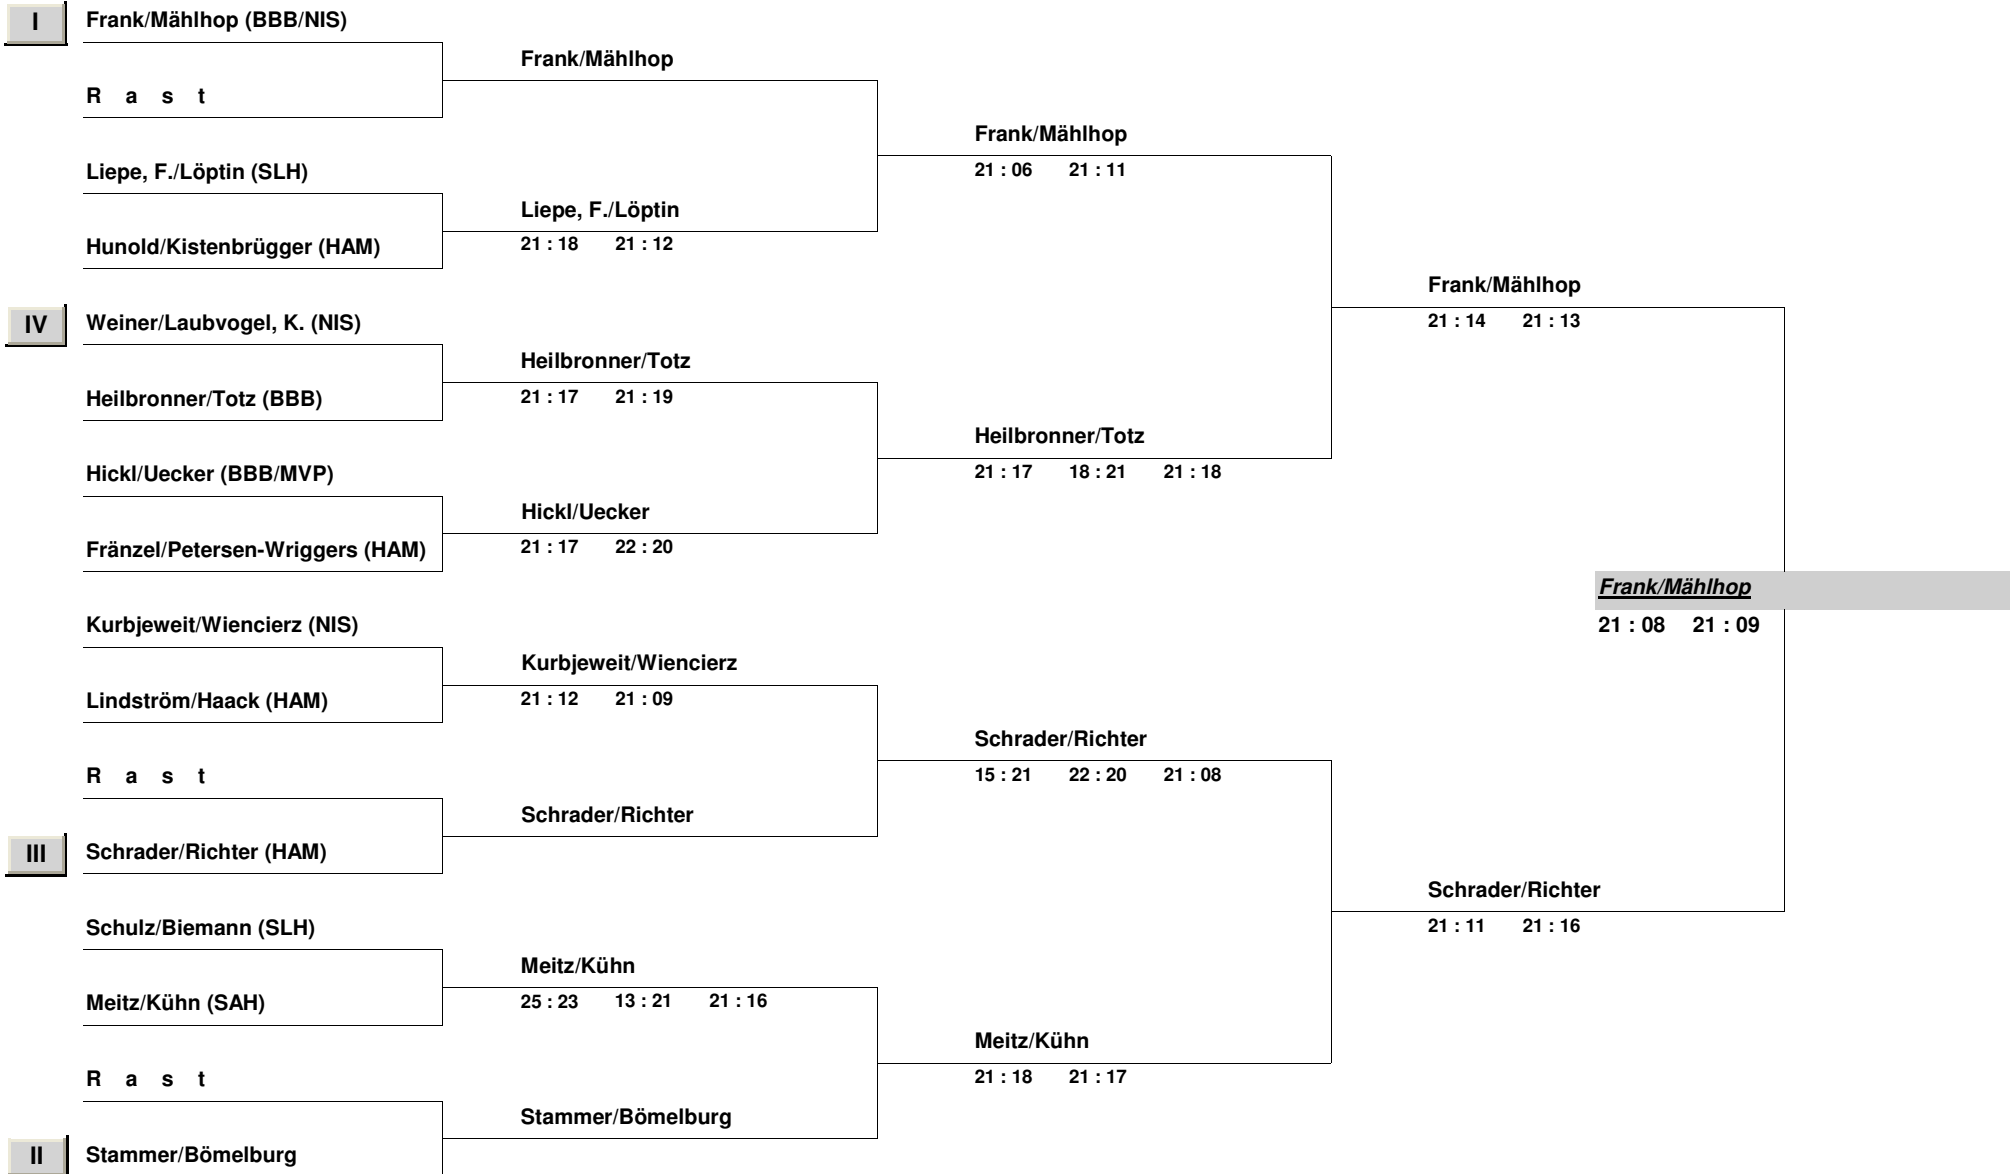 I Frank/Mählhop (BBB/NIS)
Frank/Mählhop
R a s t
Frank/Mählhop
21 : 06 21 : 11
Liepe, F./Löptin (SLH)
Liepe, F./Löptin
21 : 18 21 : 12
Hunold/Kistenbrügger (HAM)
Frank/Mählhop
21 : 14 21 : 13
IV Weiner/Laubvogel, K. (NIS)
Heilbronner/Totz
21 : 17 21 : 19
Heilbronner/Totz (BBB)
Heilbronner/Totz
21 : 17 18 : 21 21 : 18
Hickl/Uecker (BBB/MVP)
Hickl/Uecker
21 : 17 22 : 20
Fränzel/Petersen-Wriggers (HAM)
Frank/Mählhop
21 : 08 21 : 09
Kurbjeweit/Wiencierz (NIS)
Kurbjeweit/Wiencierz
21 : 12 21 : 09
Lindström/Haack (HAM)
Schrader/Richter
15 : 21 22 : 20 21 : 08
R a s t
Schrader/Richter
III Schrader/Richter (HAM)
Schrader/Richter
21 : 11 21 : 16
Schulz/Biemann (SLH)
Meitz/Kühn
25 : 23 13 : 21 21 : 16
Meitz/Kühn (SAH)
Meitz/Kühn
21 : 18 21 : 17
R a s t
Stammer/Bömelburg
II Stammer/Bömelburg